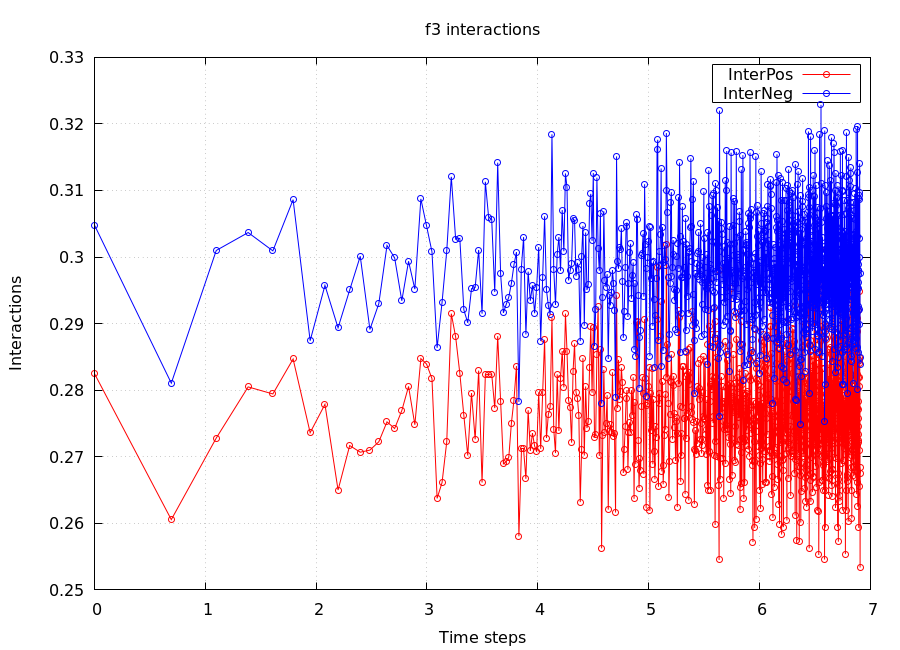 f3 interactions
0.33
0.32
0.31
0.3
0.29
0.28
0.27
0.26
0.25
0 1 2 3 4 5 6 7
Interactions
Time steps
InterPos
InterNeg